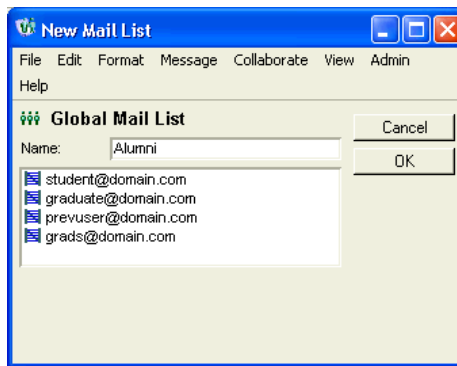 New Mail List
File Edit Format Message Collaborate View Admin
Help
Global Mail List
Cancel
Name: Alumni
OK
student@domain.com
graduate@domain.com
prevuser@domain.com
grads@domain.com